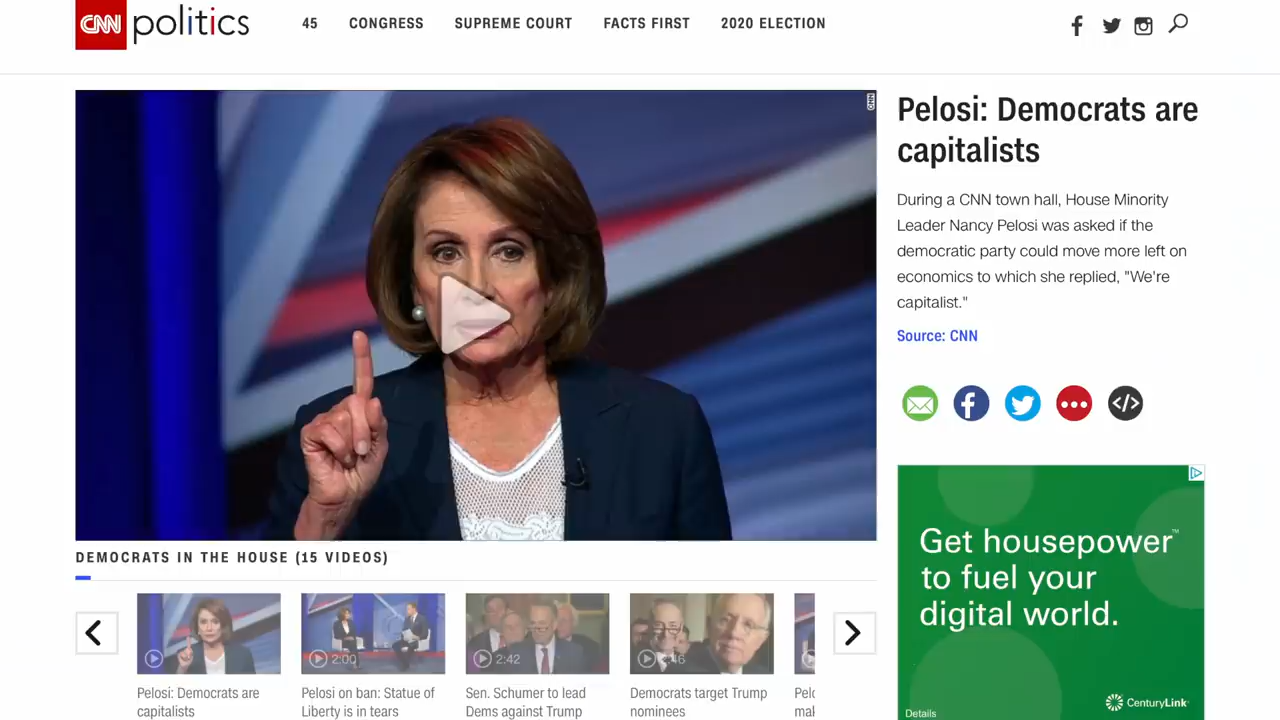 CNN politics
45 CONGRESS SUPREME COURT FACTS FIRST 2020 ELECTION
CNN
Pelosi: Democrats are
capitalists
During a CNN town hall, House Minority
Leader Nancy Pelosi was asked if the
democratic party could move more left on
economics to which she replied, "We're
capitalist."
Source: CNN
DEMOCRATS IN THE HOUSE (15 VIDEOS)
2:00
2:42
Pelosi: Democrats are
capitalists
Pelosi on ban: Statue of
Liberty is in tears
Sen. Schumer to lead
Dems against Trump
Democrats target Trump
nominees
Get housepower™
to fuel your
digital world.
CenturyLink
Details